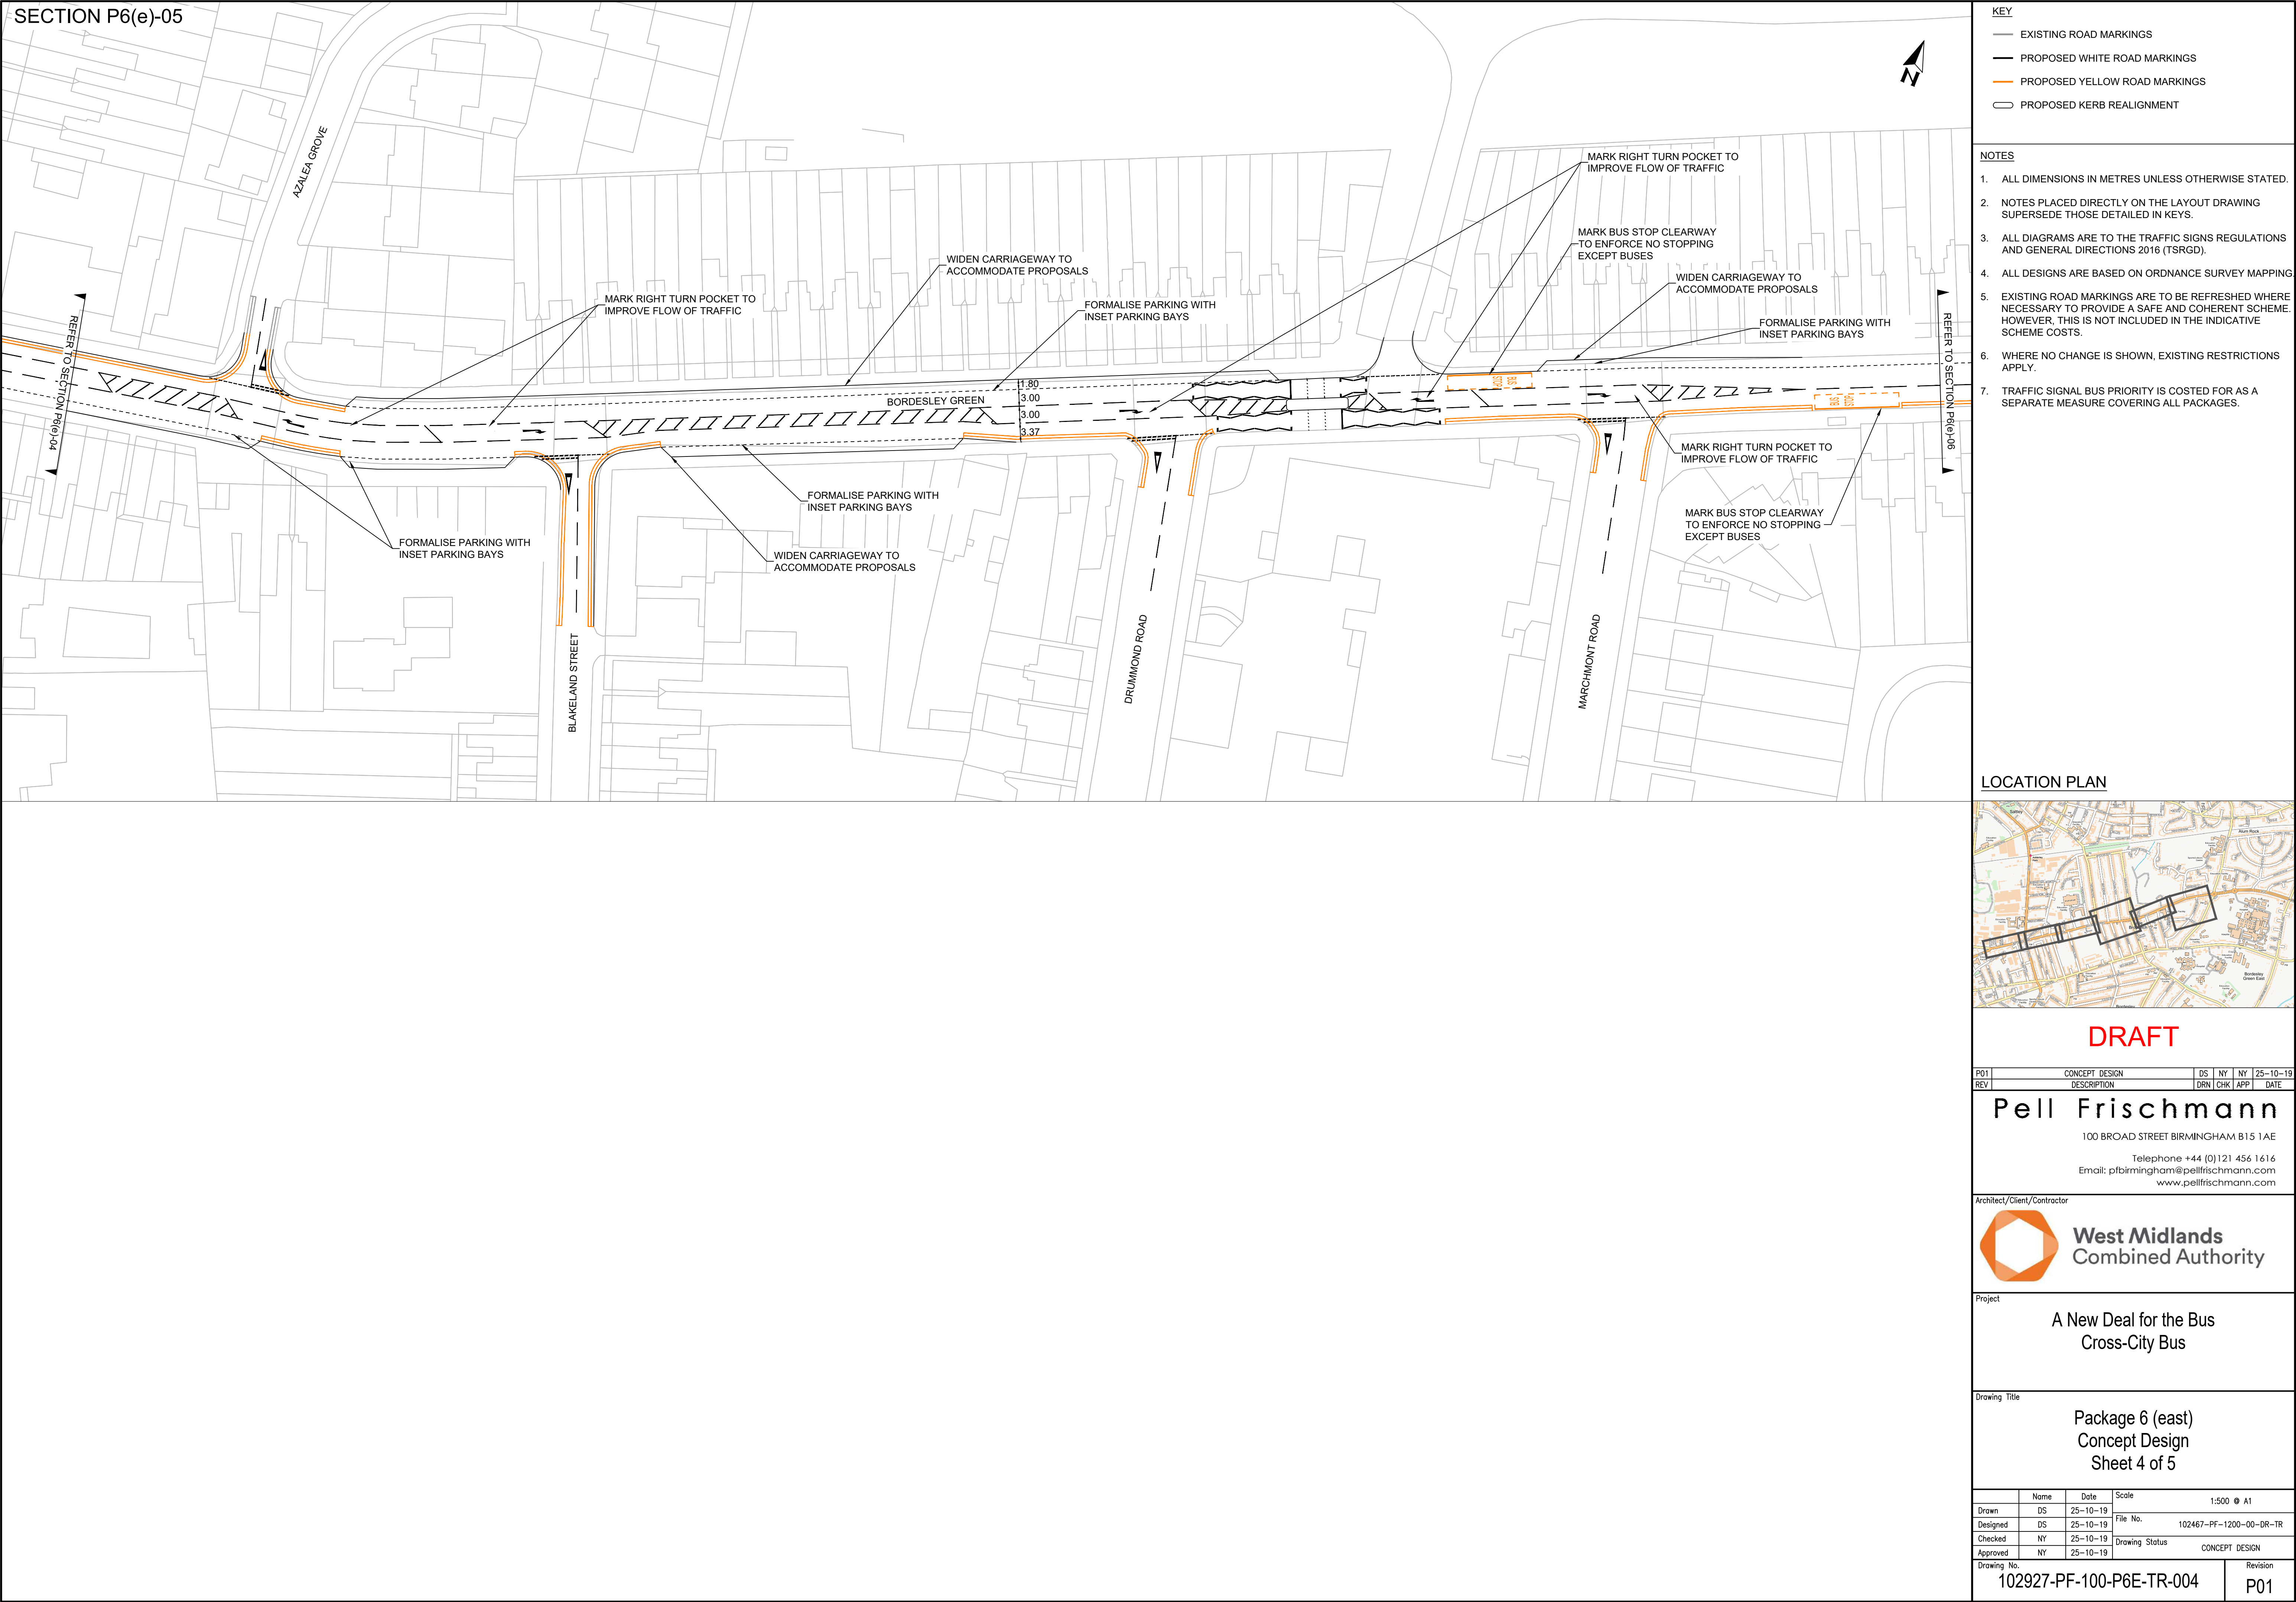 SECTION P6(e)-05
AZALEA GROVE
REFER TO SECTION P6(e)-04
MARK RIGHT TURN POCKET TO
IMPROVE FLOW OF TRAFFIC
WIDEN CARRIAGEWAY TO
ACCOMMODATE PROPOSALS
FORMALISE PARKING WITH
INSET PARKING BAYS
MARK RIGHT TURN POCKET TO
IMPROVE FLOW OF TRAFFIC
MARK BUS STOP CLEARWAY
TO ENFORCE NO STOPPING
EXCEPT BUSES
WIDEN CARRIAGEWAY TO
ACCOMMODATE PROPOSALS
FORMALISE PARKING WITH
INSET PARKING BAYS
REFER TO SECTION P6(e)-06
N
BORDESLEY GREEN
1.80
3.00
3.00
3.37
BUS
STOP
BUS
STOP
FORMALISE PARKING WITH
INSET PARKING BAYS
FORMALISE PARKING WITH
INSET PARKING BAYS
WIDEN CARRIAGEWAY TO
ACCOMMODATE PROPOSALS
MARK RIGHT TURN POCKET TO
IMPROVE FLOW OF TRAFFIC
MARK BUS STOP CLEARWAY
TO ENFORCE NO STOPPING
EXCEPT BUSES
BLAKELAND STREET
DRUMMOND ROAD
MARCHMONT ROAD
KEY
EXISTING ROAD MARKINGS
PROPOSED WHITE ROAD MARKINGS
PROPOSED YELLOW ROAD MARKINGS
PROPOSED KERB REALIGNMENT
NOTES
1. ALL DIMENSIONS IN METRES UNLESS OTHERWISE STATED.
2. NOTES PLACED DIRECTLY ON THE LAYOUT DRAWING
SUPERSEDE THOSE DETAILED IN KEYS.
3. ALL DIAGRAMS ARE TO THE TRAFFIC SIGNS REGULATIONS
AND GENERAL DIRECTIONS 2016 (TSRGD).
4. ALL DESIGNS ARE BASED ON ORDNANCE SURVEY MAPPING.
5. EXISTING ROAD MARKINGS ARE TO BE REFRESHED WHERE
NECESSARY TO PROVIDE A SAFE AND COHERENT SCHEME.
HOWEVER, THIS IS NOT INCLUDED IN THE INDICATIVE
SCHEME COSTS.
6. WHERE NO CHANGE IS SHOWN, EXISTING RESTRICTIONS
APPLY.
7. TRAFFIC SIGNAL BUS PRIORITY IS COSTED FOR AS A
SEPARATE MEASURE COVERING ALL PACKAGES.
LOCATION PLAN
Alum Rock
Bordesley
Green East
DRAFT
P01 CONCEPT DESIGN DS NY NY 25-10-19
REV DESCRIPTION DRN CHK APP DATE
Pell Frischmann
100 BROAD STREET BIRMINGHAM B15 1AE
Telephone +44 (0)121 456 1616
Email: pfbirmingham@pellfrischmann.com
www.pellfrischmann.com
Architect/Client/Contractor
West Midlands
Combined Authority
Project
A New Deal for the Bus
Cross-City Bus
Drawing Title
Package 6 (east)
Concept Design
Sheet 4 of 5
Name Date
Drawn DS 25-10-19
Designed DS 25-10-19
Checked NY 25-10-19
Approved NY 25-10-19
Scale 1:500 @ A1
File No. 102467-PF-1200-00-DR-TR
Drawing Status CONCEPT DESIGN
Drawing No.
102927-PF-100-P6E-TR-004
Revision
P01